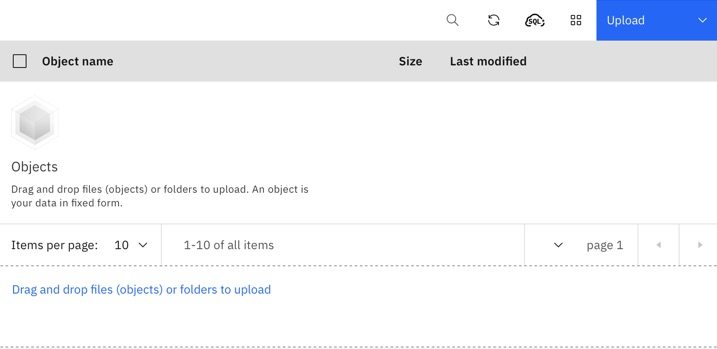 SQL
Upload
Object name Size Last modified
Objects
Drag and drop files (objects) or folders to upload. An object is
your data in fixed form.
Items per page: 10 1-10 of all items page 1
Drag and drop files (objects) or folders to upload